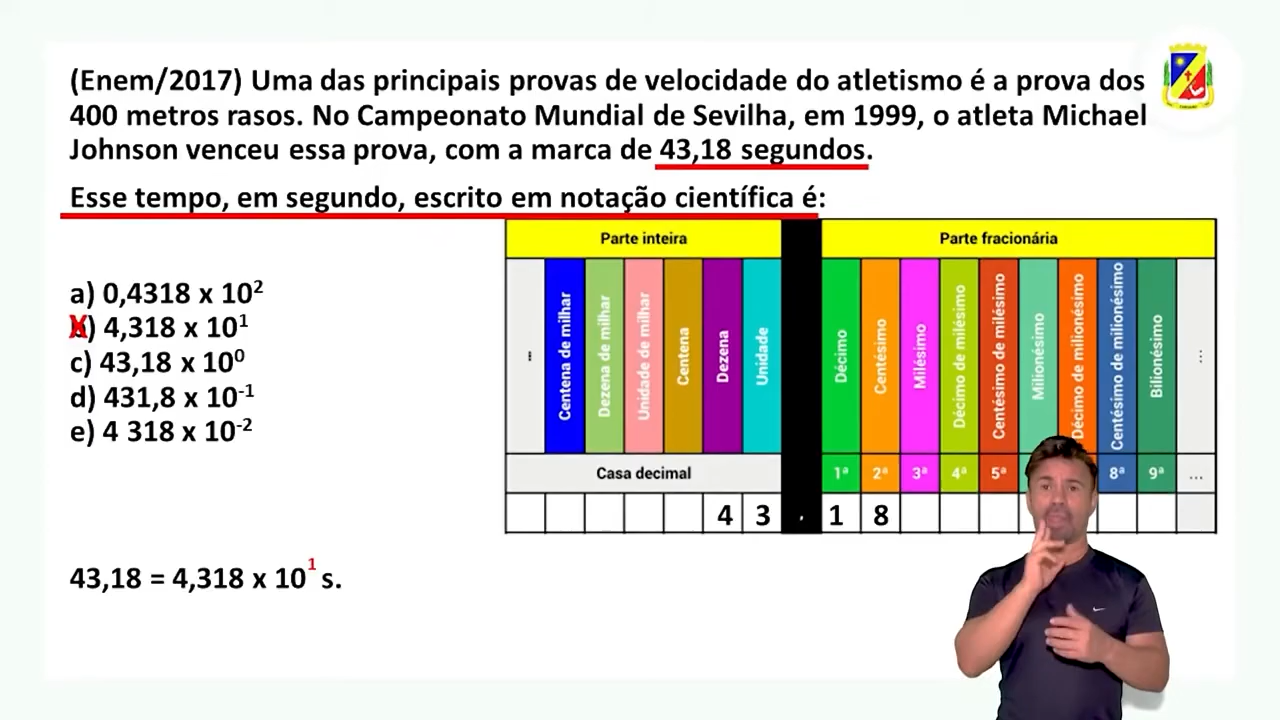 (Enem/2017) Uma das principais provas de velocidade do atletismo é a prova dos
400 metros rasos. No Campeonato Mundial de Sevilha, em 1999, o atleta Michael
Johnson venceu essa prova, com a marca de 43,18 segundos.
Esse tempo, em segundo, escrito em notação científica é:
a) 0,4318 x 10²
X) 4,318 x 10¹
c) 43,18 x 10⁰
d) 431,8 x 10⁻¹
e) 4 318 x 10⁻²
Parte inteira
Parte fracionária
...
Centena de milhar
Dezena de milhar
Unidade de milhar
Centena
Dezena
Unidade
Décimo
Centésimo
Milésimo
Décimo de milésimo
Centésimo de milésimo
Milionésimo
Décimo de milionésimo
Centésimo de milionésimo
Bilionésimo
...
Casa decimal
1ª 2ª 3ª 4ª 5ª 8ª 9ª ...
4 3 , 1 8
43,18 = 4,318 x 10¹ s.